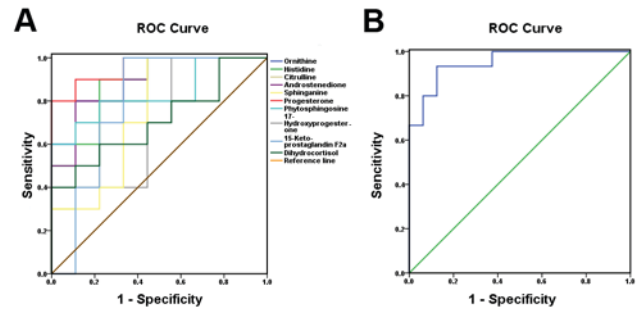 A
ROC Curve
Sensitivity
1.0
0.8
0.6
0.4
0.2
0.0
0.0
0.2
0.4
0.6
0.8
1.0
1 - Specificity
Ornithine
Histidine
Citrulline
Androstenedione
Sphinganine
Progesterone
Phytosphingosine
17-
Hydroxyprogester-
one
15-Keto-
prostaglandin F2a
Dihydrocortisol
Reference line
B
ROC Curve
Sencitivity
1.0
0.8
0.6
0.4
0.2
0.0
0.0
0.2
0.4
0.6
0.8
1.0
1 - Specificity